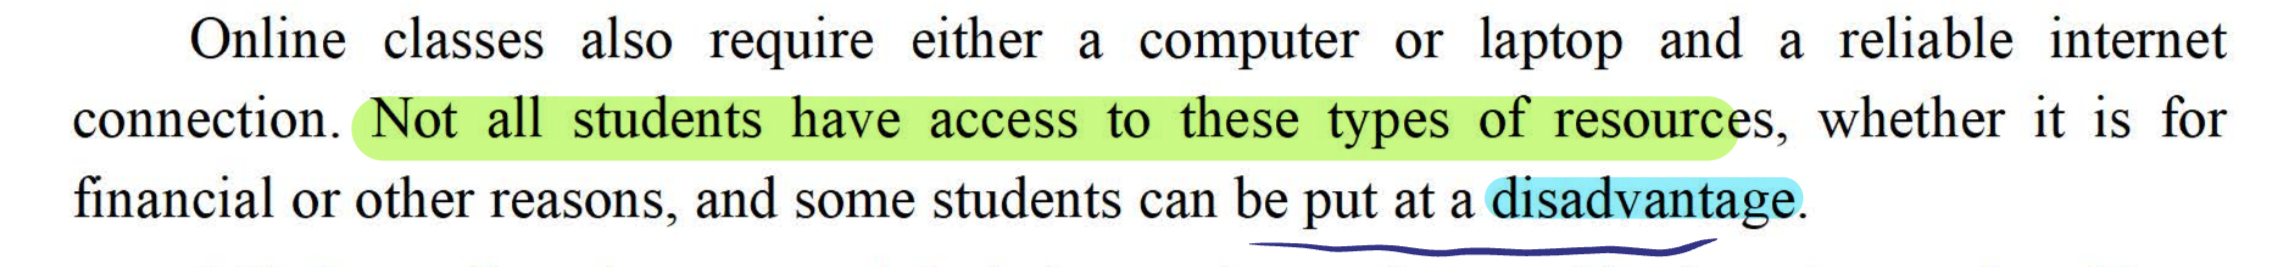 Online classes also require either a computer or laptop and a reliable internet
connection. Not all students have access to these types of resources, whether it is for
financial or other reasons, and some students can be put at a disadvantage.